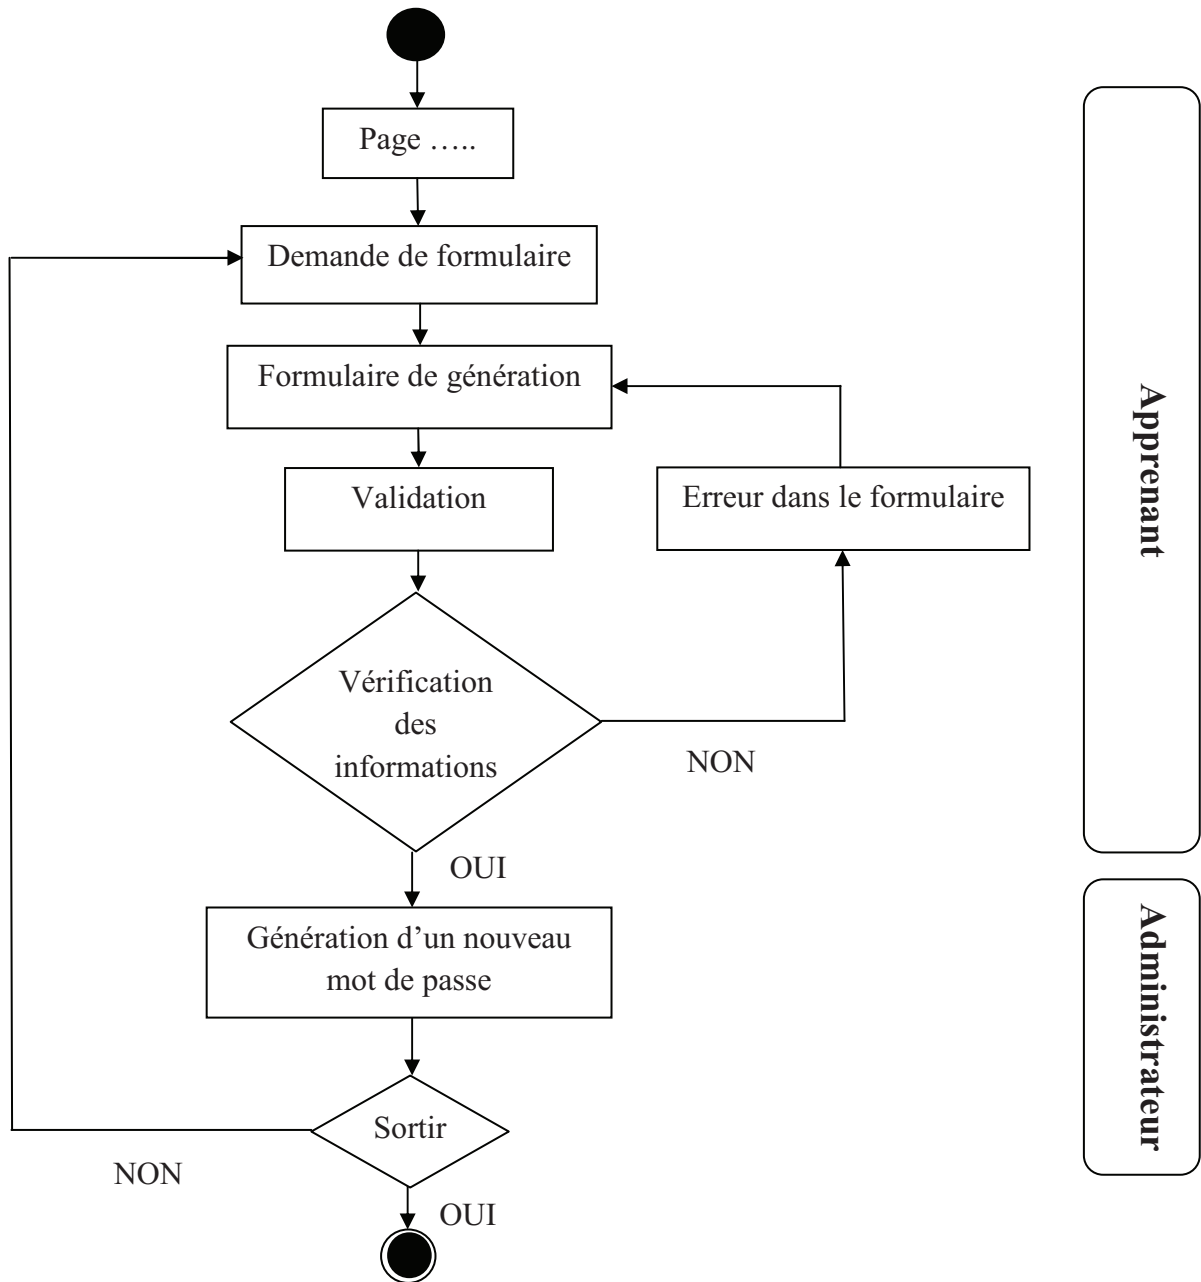 Page …..
Demande de formulaire
Formulaire de génération
Validation
Erreur dans le formulaire
Vérification
des
informations
NON
OUI
Génération d’un nouveau
mot de passe
Sortir
NON
OUI
Apprenant
Administrateur